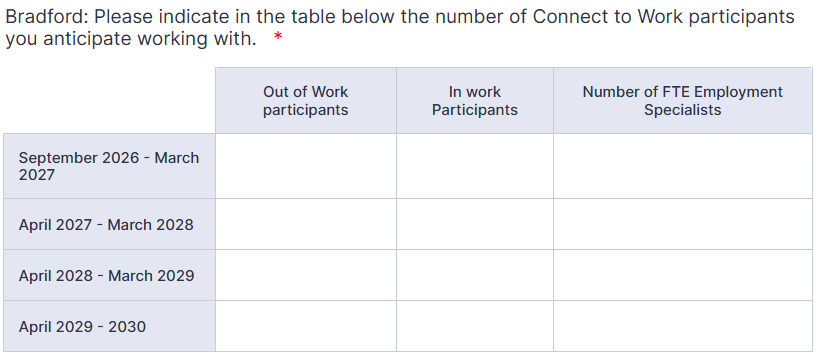 Bradford: Please indicate in the table below the number of Connect to Work participants
you anticipate working with. *
Out of Work
participants
In work
Participants
Number of FTE Employment
Specialists
September 2026 - March
2027
April 2027 - March 2028
April 2028 - March 2029
April 2029 - 2030